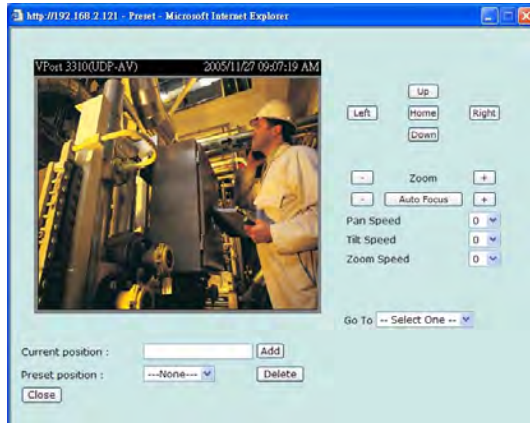 http://192.168.2.121 - Preset - Microsoft Internet Explorer
VPort 3310(UDP-AV) 2005/11/27 09:07:19 AM
Up
Left Home Right
Down
- Zoom +
- Auto Focus +
Pan Speed 0
Tilt Speed 0
Zoom Speed 0
Go To -- Select One --
Current position : Add
Preset position : ---None--- Delete
Close